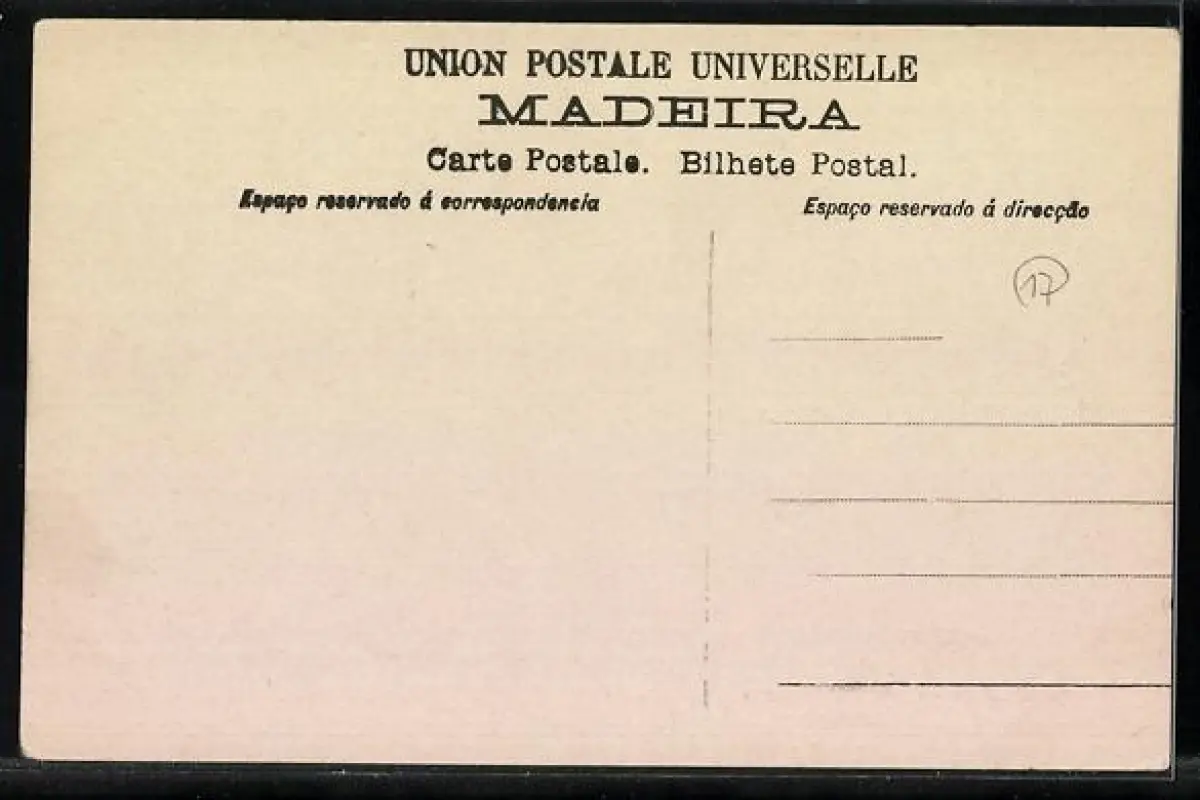 UNION POSTALE UNIVERSELLE
MADEIRA
Carte Postale. Bilhete Postal.
Espaço reservado á correspondencia
Espaço reservado á direcção
17